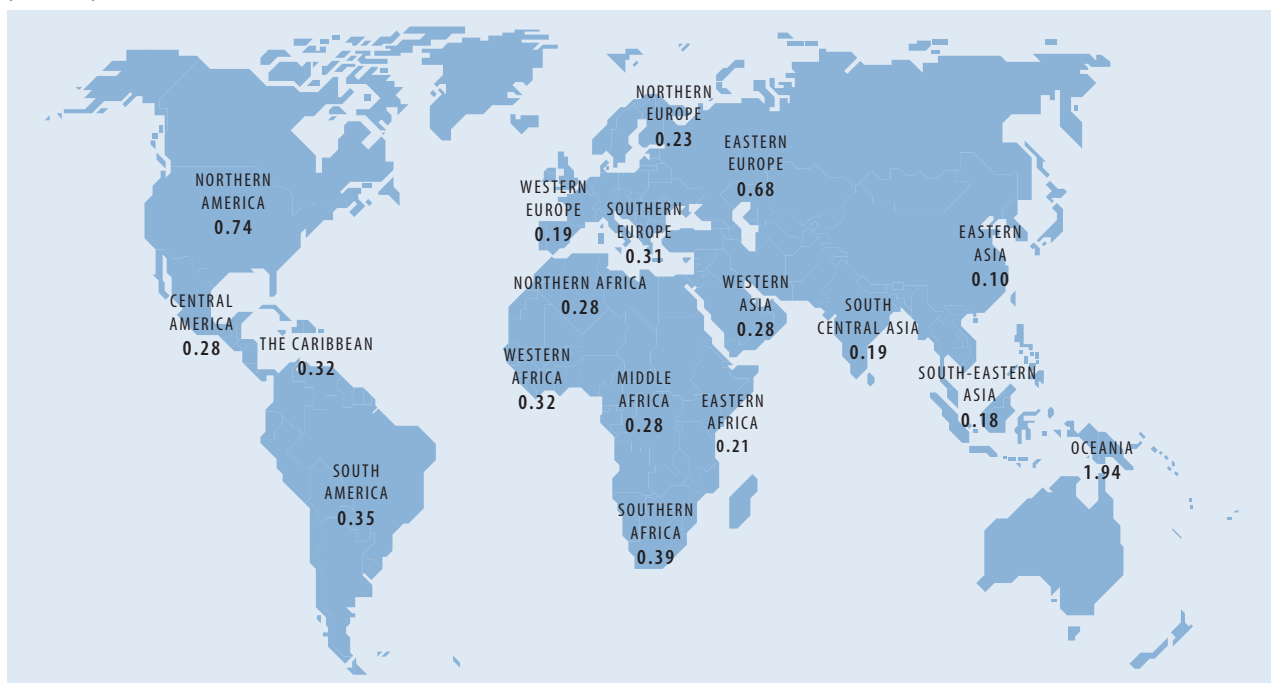 NORTHERN
EUROPE
0.23
EASTERN
EUROPE
0.68
NORTHERN
AMERICA
0.74
WESTERN
EUROPE
0.19
SOUTHERN
EUROPE
0.31
EASTERN
ASIA
0.10
NORTHERN AFRICA
0.28
WESTERN
ASIA
0.28
CENTRAL
AMERICA
0.28
SOUTH
CENTRAL ASIA
0.19
THE CARIBBEAN
0.32
WESTERN
AFRICA
0.32
MIDDLE
AFRICA
0.28
EASTERN
AFRICA
0.21
SOUTH-EASTERN
ASIA
0.18
OCEANIA
1.94
SOUTH
AMERICA
0.35
SOUTHERN
AFRICA
0.39